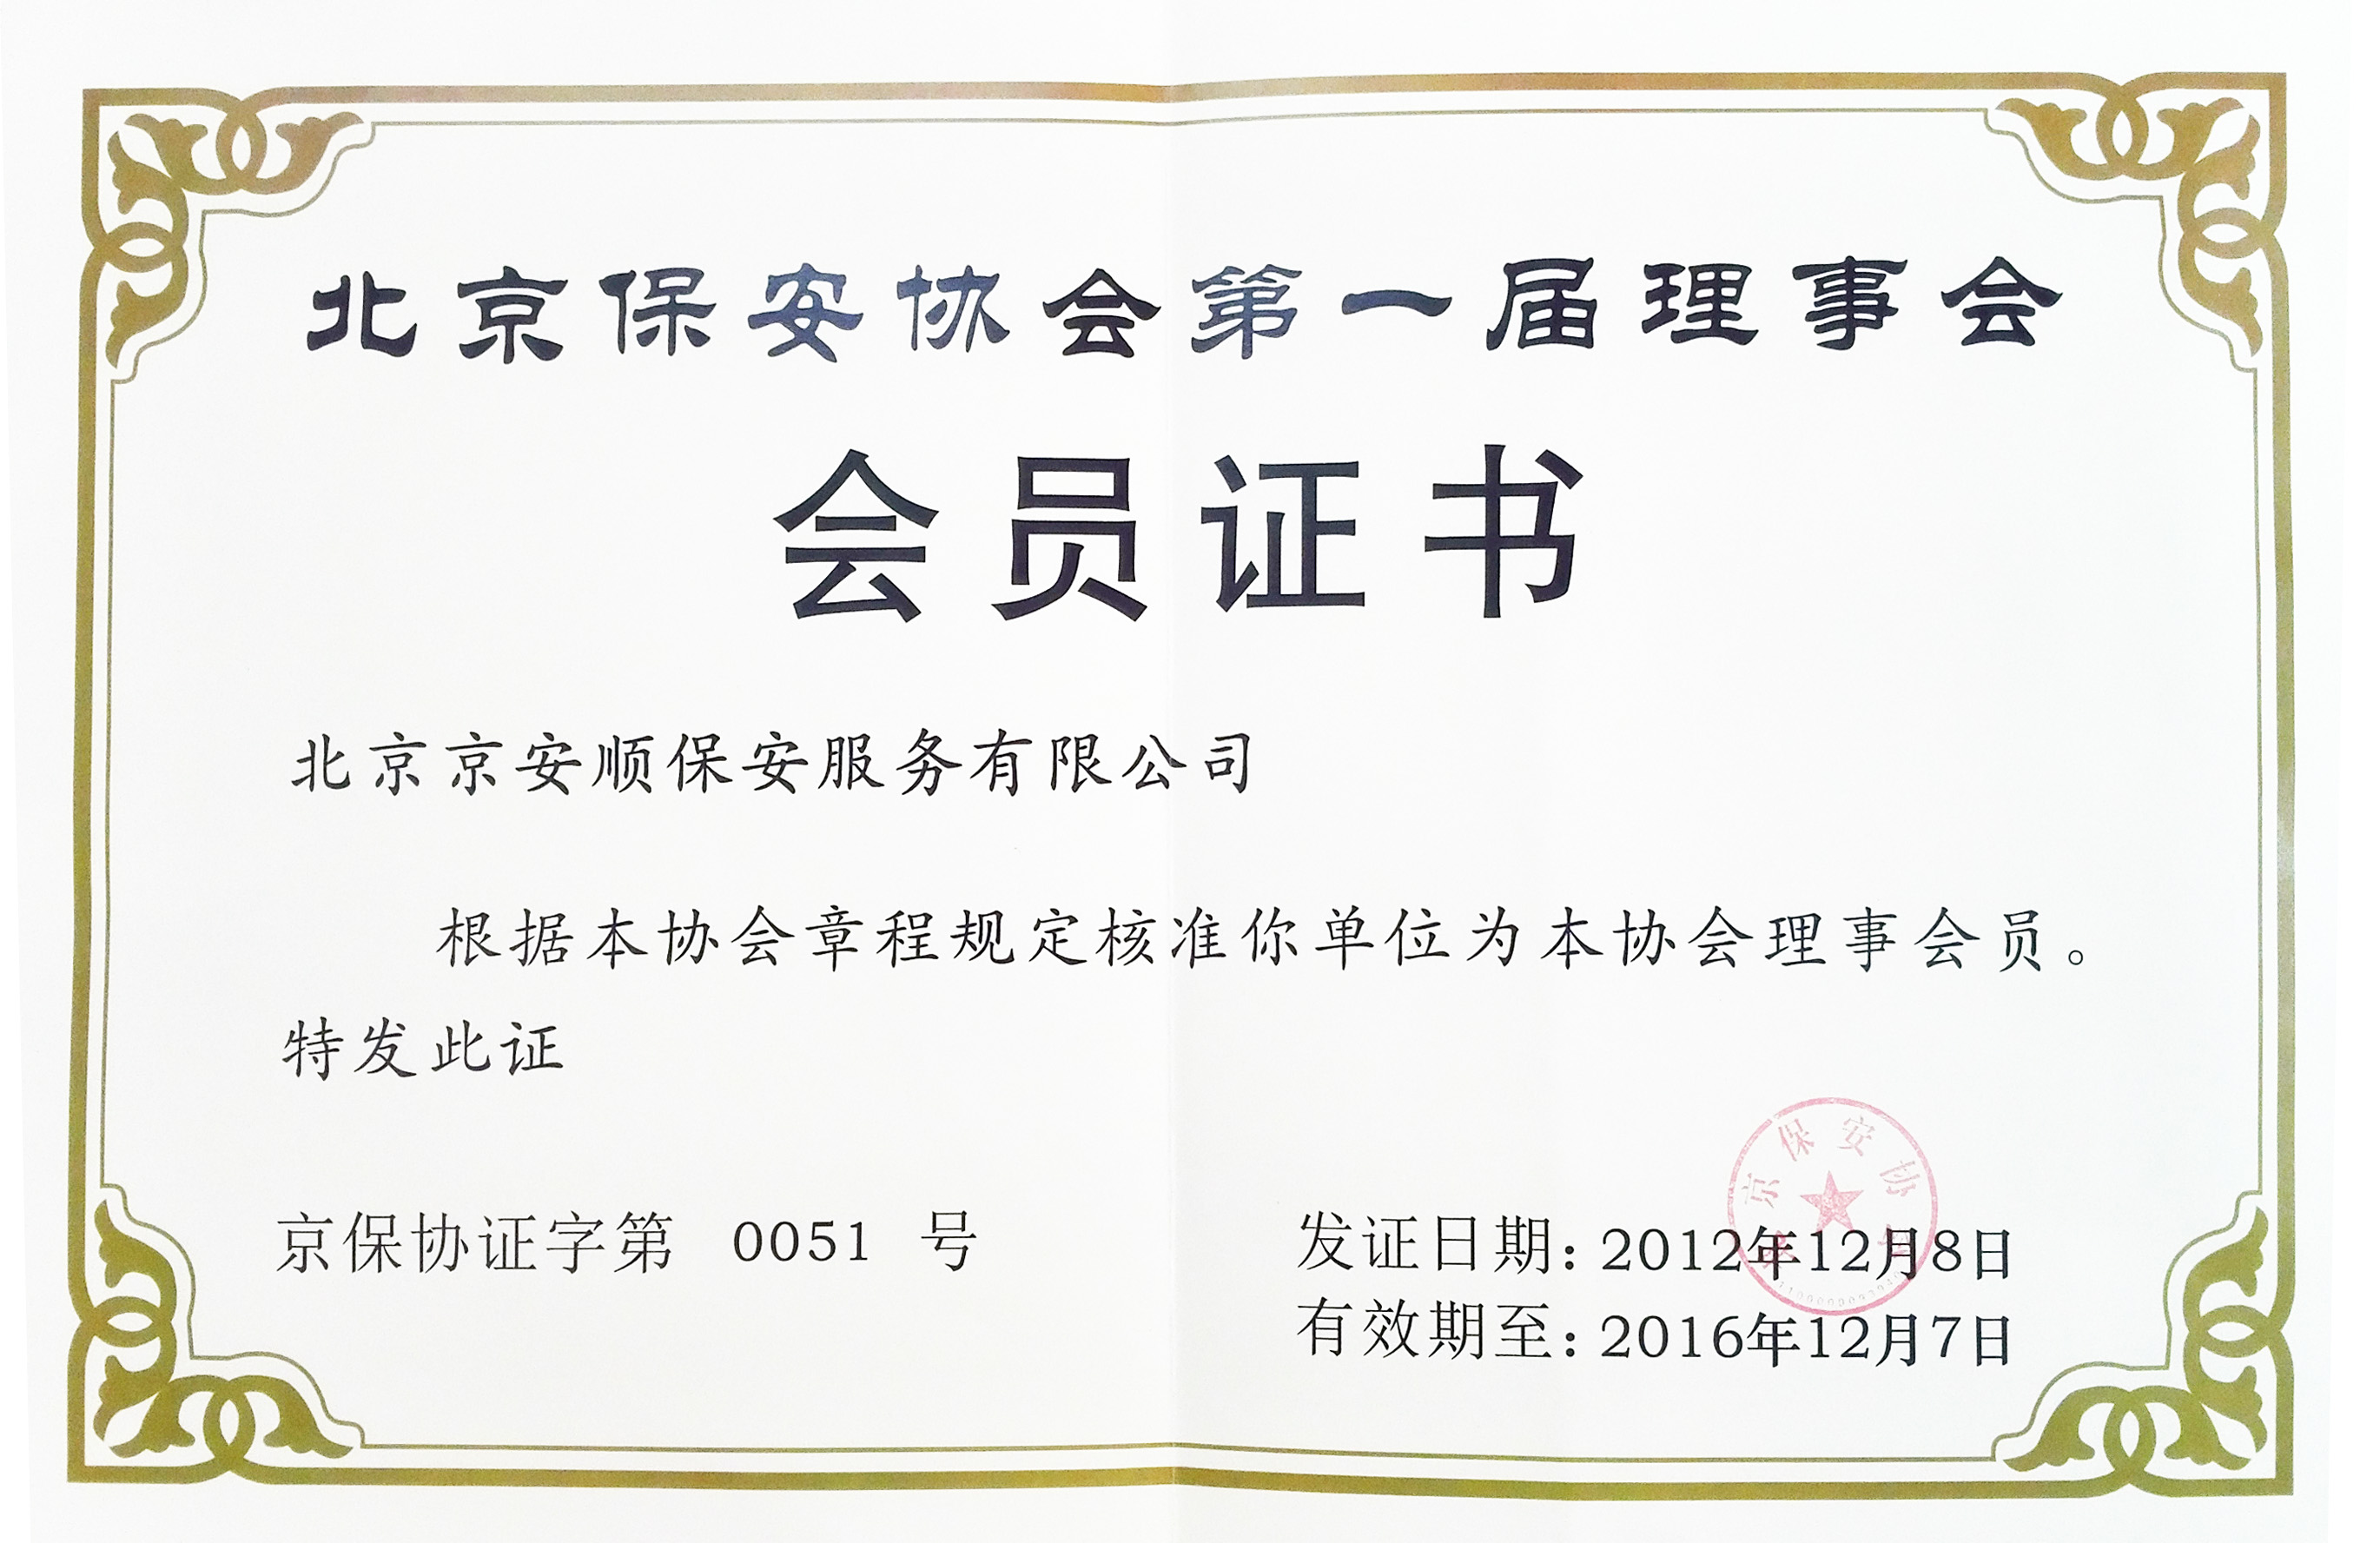 北京保安协会第一届理事会
会员证书
北京京安顺保安服务有限公司
根据本协会章程规定核准你单位为本协会理事会员。
特发此证
京保协证字第 0051 号
发证日期：2012年12月8日
有效期至：2016年12月7日
北京保安协会